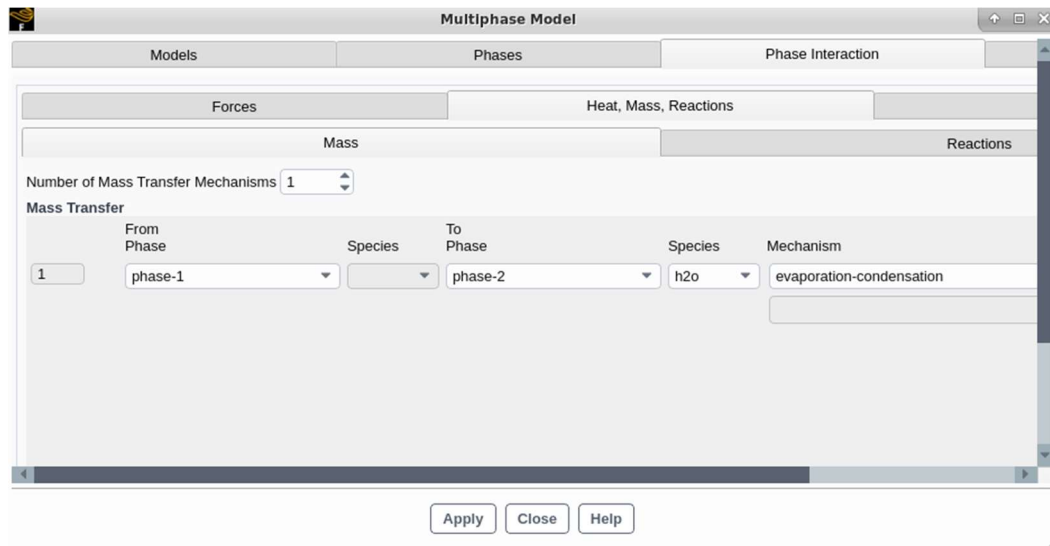 Multiphase Model
Models Phases Phase Interaction
Forces Heat, Mass, Reactions
Mass Reactions
Number of Mass Transfer Mechanisms 1
Mass Transfer
From To
Phase Species Phase Species Mechanism
1 phase-1 phase-2 h2o evaporation-condensation
Apply Close Help